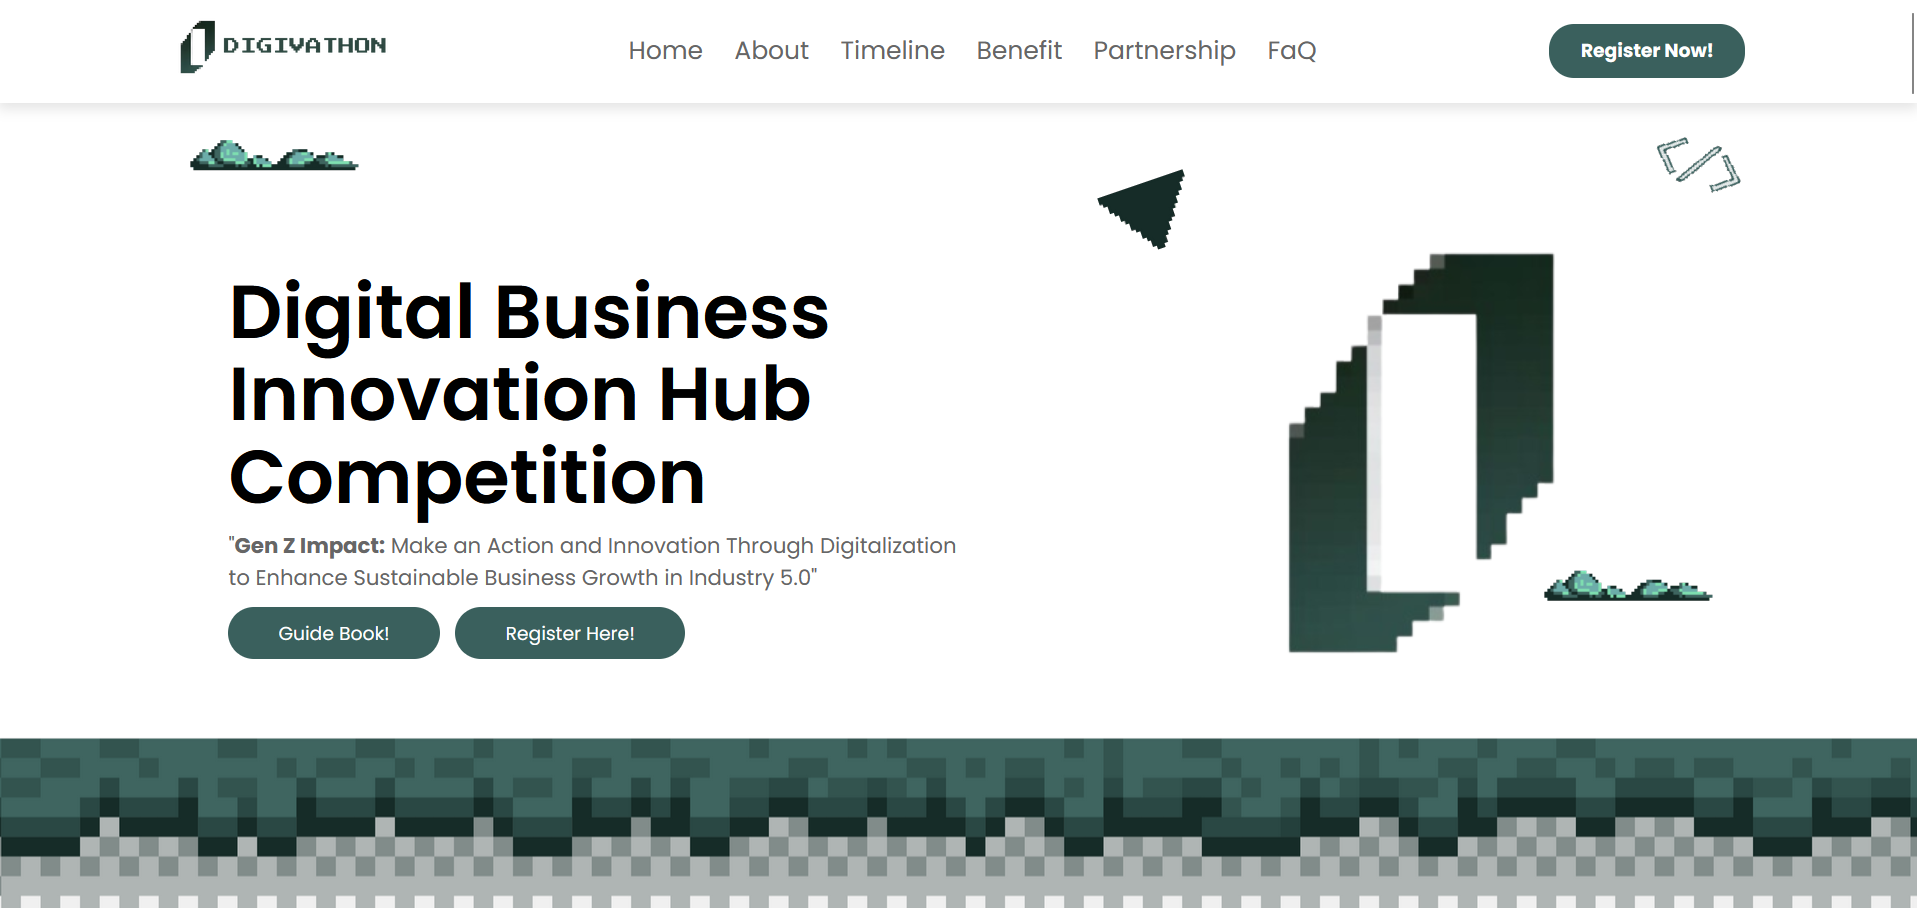 DIGIVATHON
Home About Timeline Benefit Partnership FaQ
Register Now!
Digital Business
Innovation Hub
Competition
"Gen Z Impact: Make an Action and Innovation Through Digitalization
to Enhance Sustainable Business Growth in Industry 5.0"
Guide Book! Register Here!